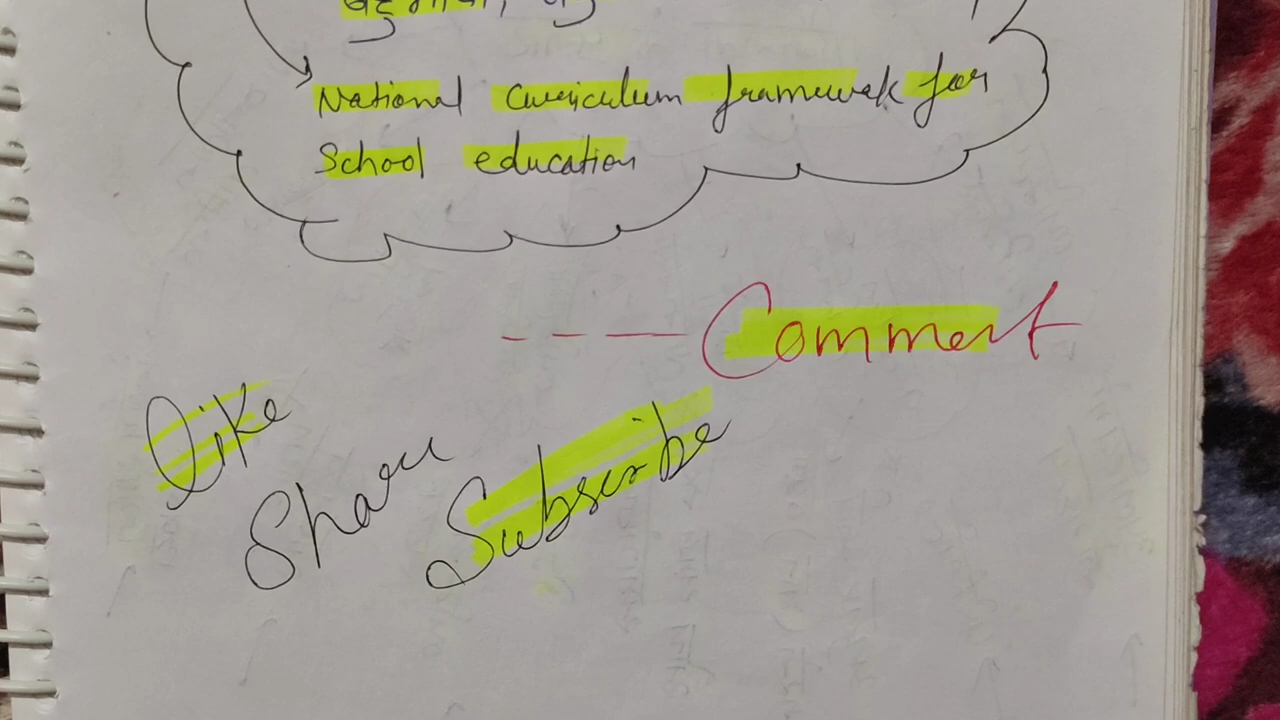 National Curriculum framework for
School education
---- Comment
Like
Share
Subscribe